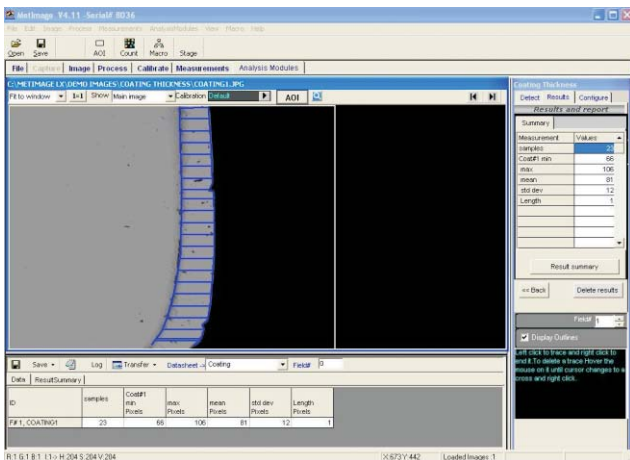 MetImage V4.11 -Serial# 8036
File Edit Image Process Measurements AnalysisModules View Macro Help
Open Save AOI Count Macro Stage
File Capture Image Process Calibrate Measurements Analysis Modules
C:\METIMAGE LX\DEMO IMAGES\COATING THICKNESS\COATING1.JPG
Fit to window 1=1 Show Main image Calibration Default AOI
Coating Thickness
Detect Results Configure
Results and report
Summary
Measurement Values
samples 23
Coat#1 min 66
max 106
mean 81
std dev 12
Length 1
Result summary
<< Back Delete results
Field# 1
Display Outlines
Left click to trace and right click to
end it.To delete a trace Hover the
mouse on it until cursor changes to a
cross and right click.
Save Log Transfer Datasheet -> Coating Field# 0
Data ResultSummary
ID samples Coat#1 min Pixels max Pixels mean Pixels std dev Pixels Length Pixels
F# 1, COATING1 23 66 106 81 12 1
R:1 G:1 B:1 I:1-> H:204 S:204 V:204 X:673 Y:442 Loaded Images :1